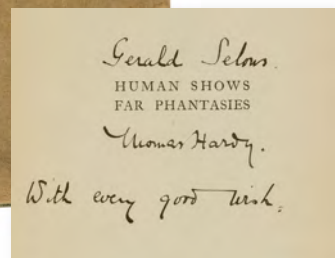 Gerald Selous.
HUMAN SHOWS
FAR PHANTASIES
Thomas Hardy.
With every good wish.